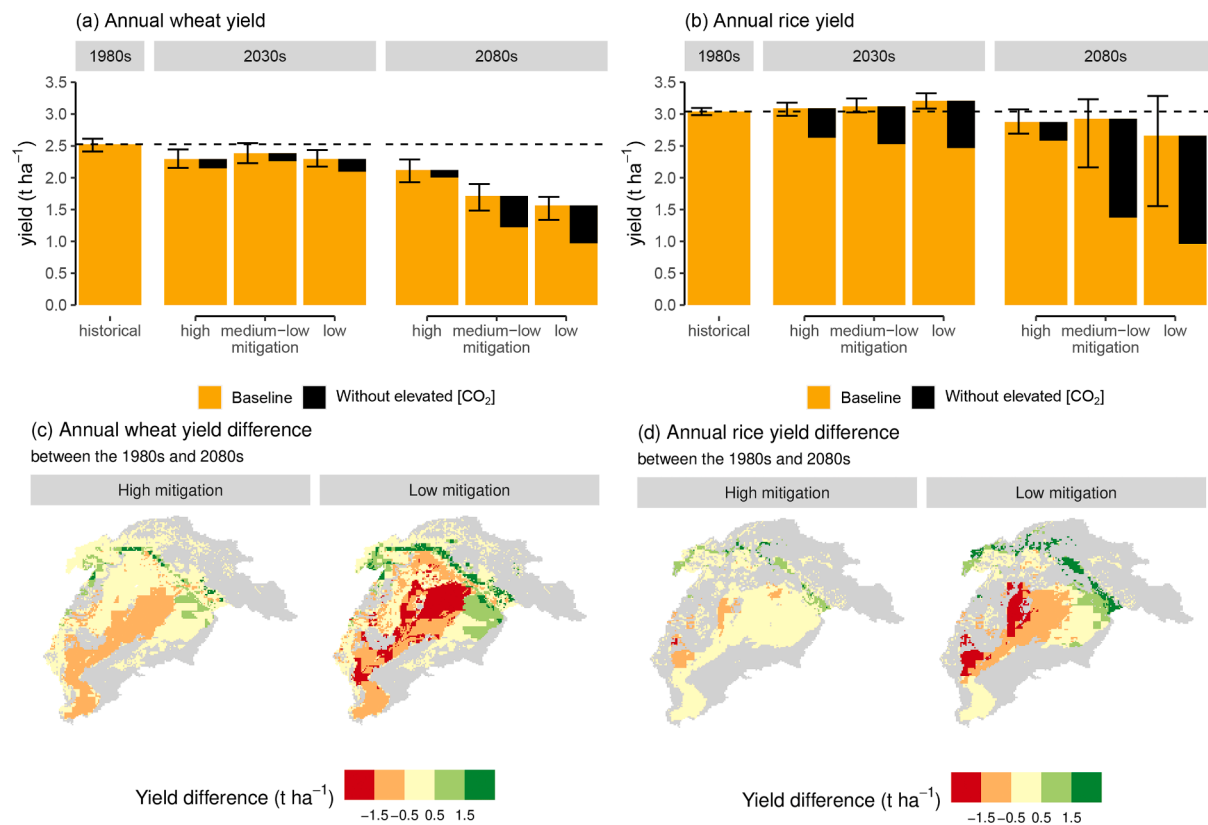 (a) Annual wheat yield
1980s 2030s 2080s
yield (t ha⁻¹)
3.5
3.0
2.5
2.0
1.5
1.0
0.5
0.0
historical high medium−low low high medium−low low
mitigation mitigation
Baseline Without elevated [CO₂]
(b) Annual rice yield
1980s 2030s 2080s
yield (t ha⁻¹)
3.5
3.0
2.5
2.0
1.5
1.0
0.5
0.0
historical high medium−low low high medium−low low
mitigation mitigation
Baseline Without elevated [CO₂]
(c) Annual wheat yield difference
between the 1980s and 2080s
High mitigation Low mitigation
Yield difference (t ha⁻¹)
−1.5 −0.5 0.5 1.5
(d) Annual rice yield difference
between the 1980s and 2080s
High mitigation Low mitigation
Yield difference (t ha⁻¹)
−1.5 −0.5 0.5 1.5